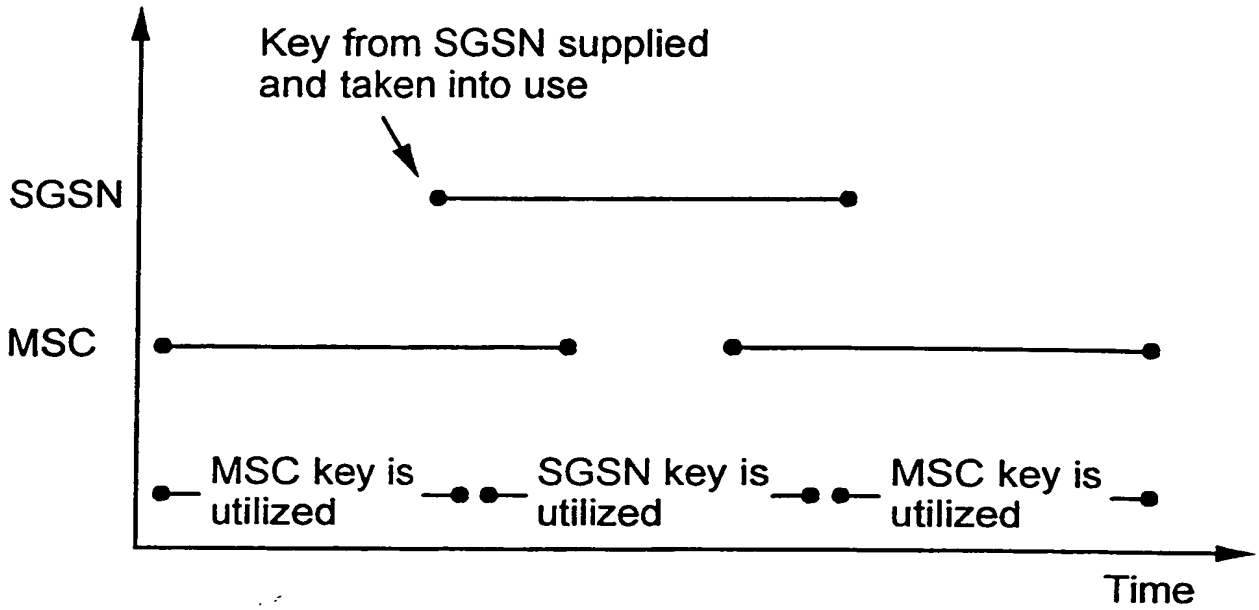 Key from SGSN supplied
and taken into use
SGSN
MSC
MSC key is
utilized
SGSN key is
utilized
MSC key is
utilized
Time